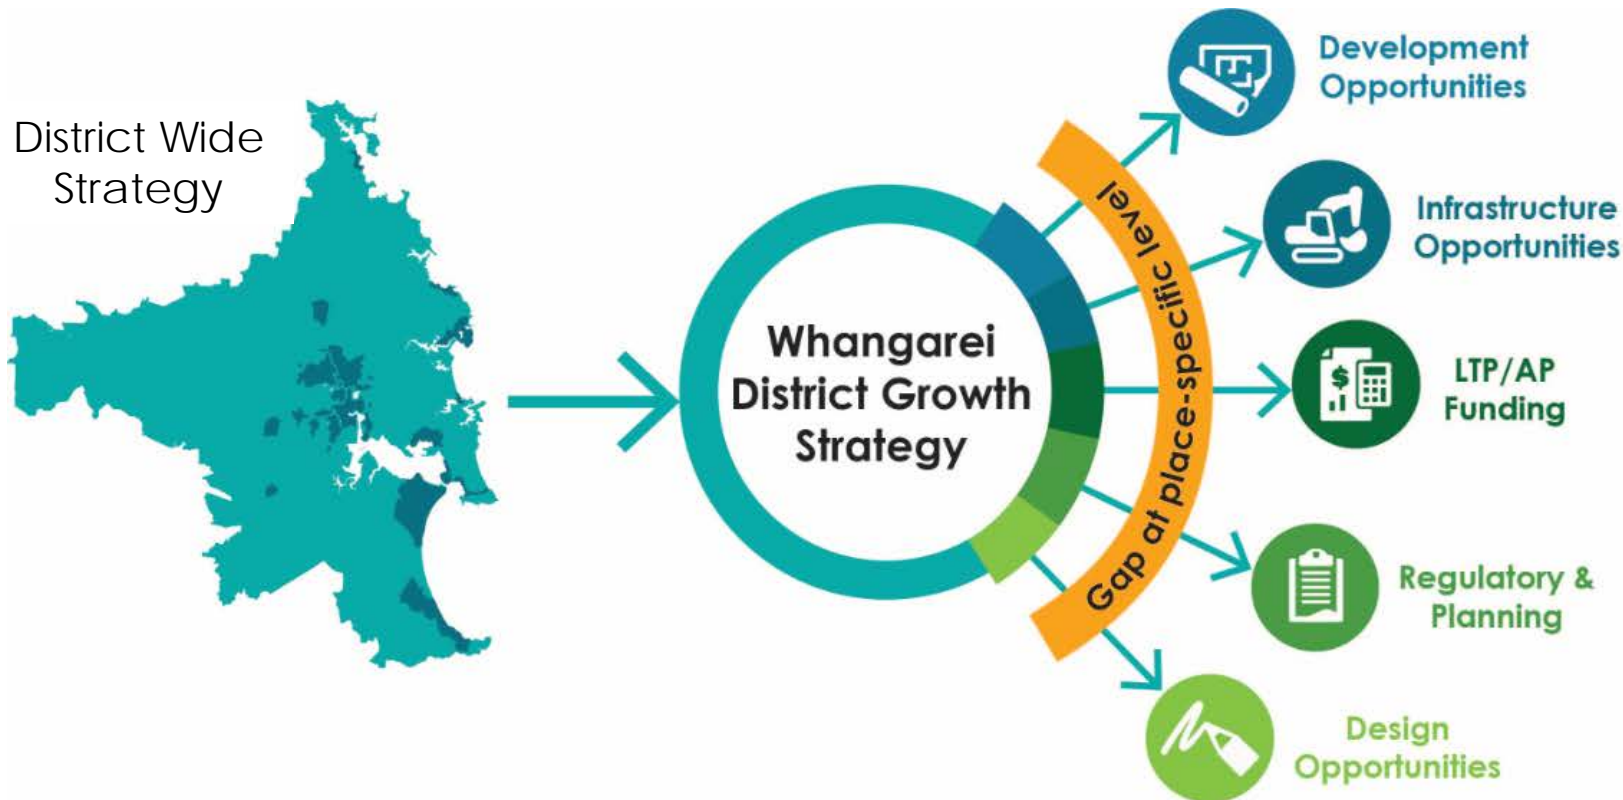 District Wide
Strategy
Whangarei
District Growth
Strategy
Gap at place-specific level
Development
Opportunities
Infrastructure
Opportunities
$
LTP/AP
Funding
Regulatory &
Planning
Design
Opportunities